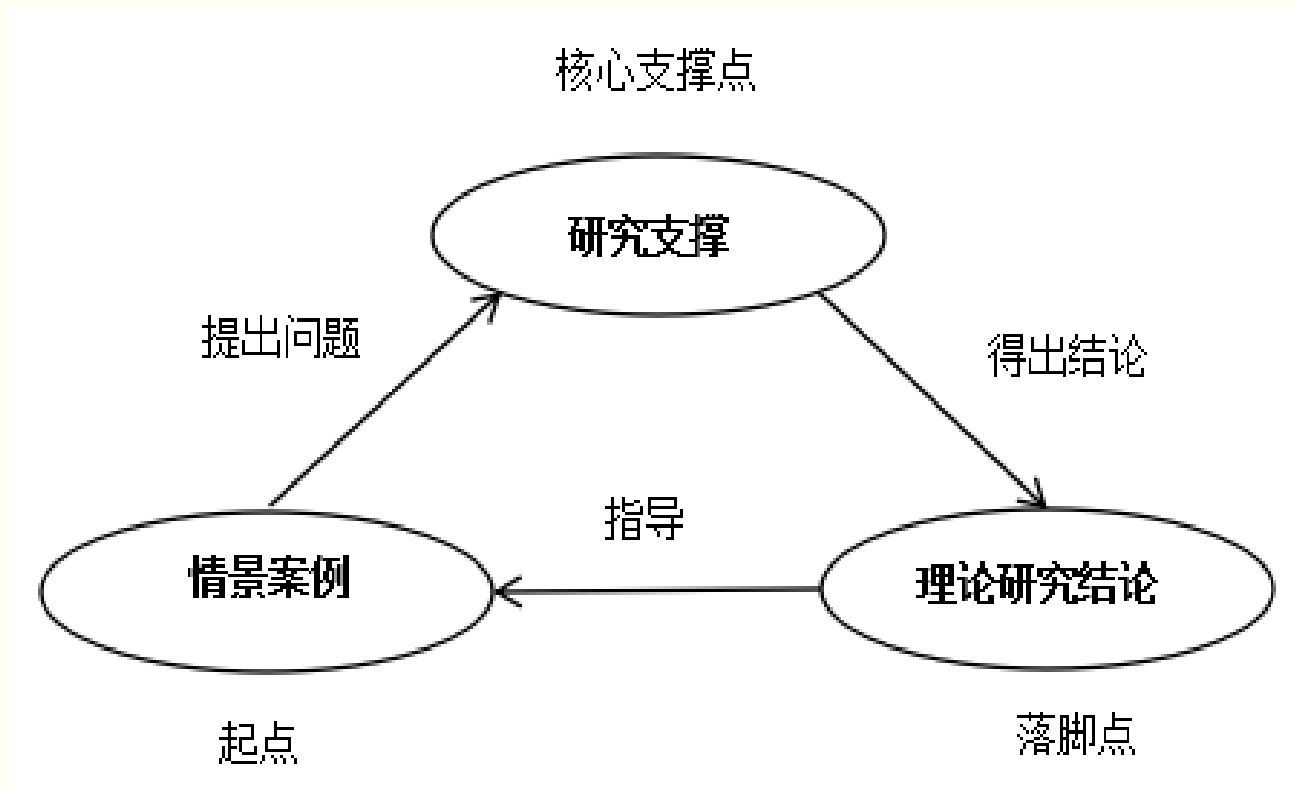 核心支撑点
研究支撑
提出问题
得出结论
指导
情景案例
理论研究结论
起点
落脚点